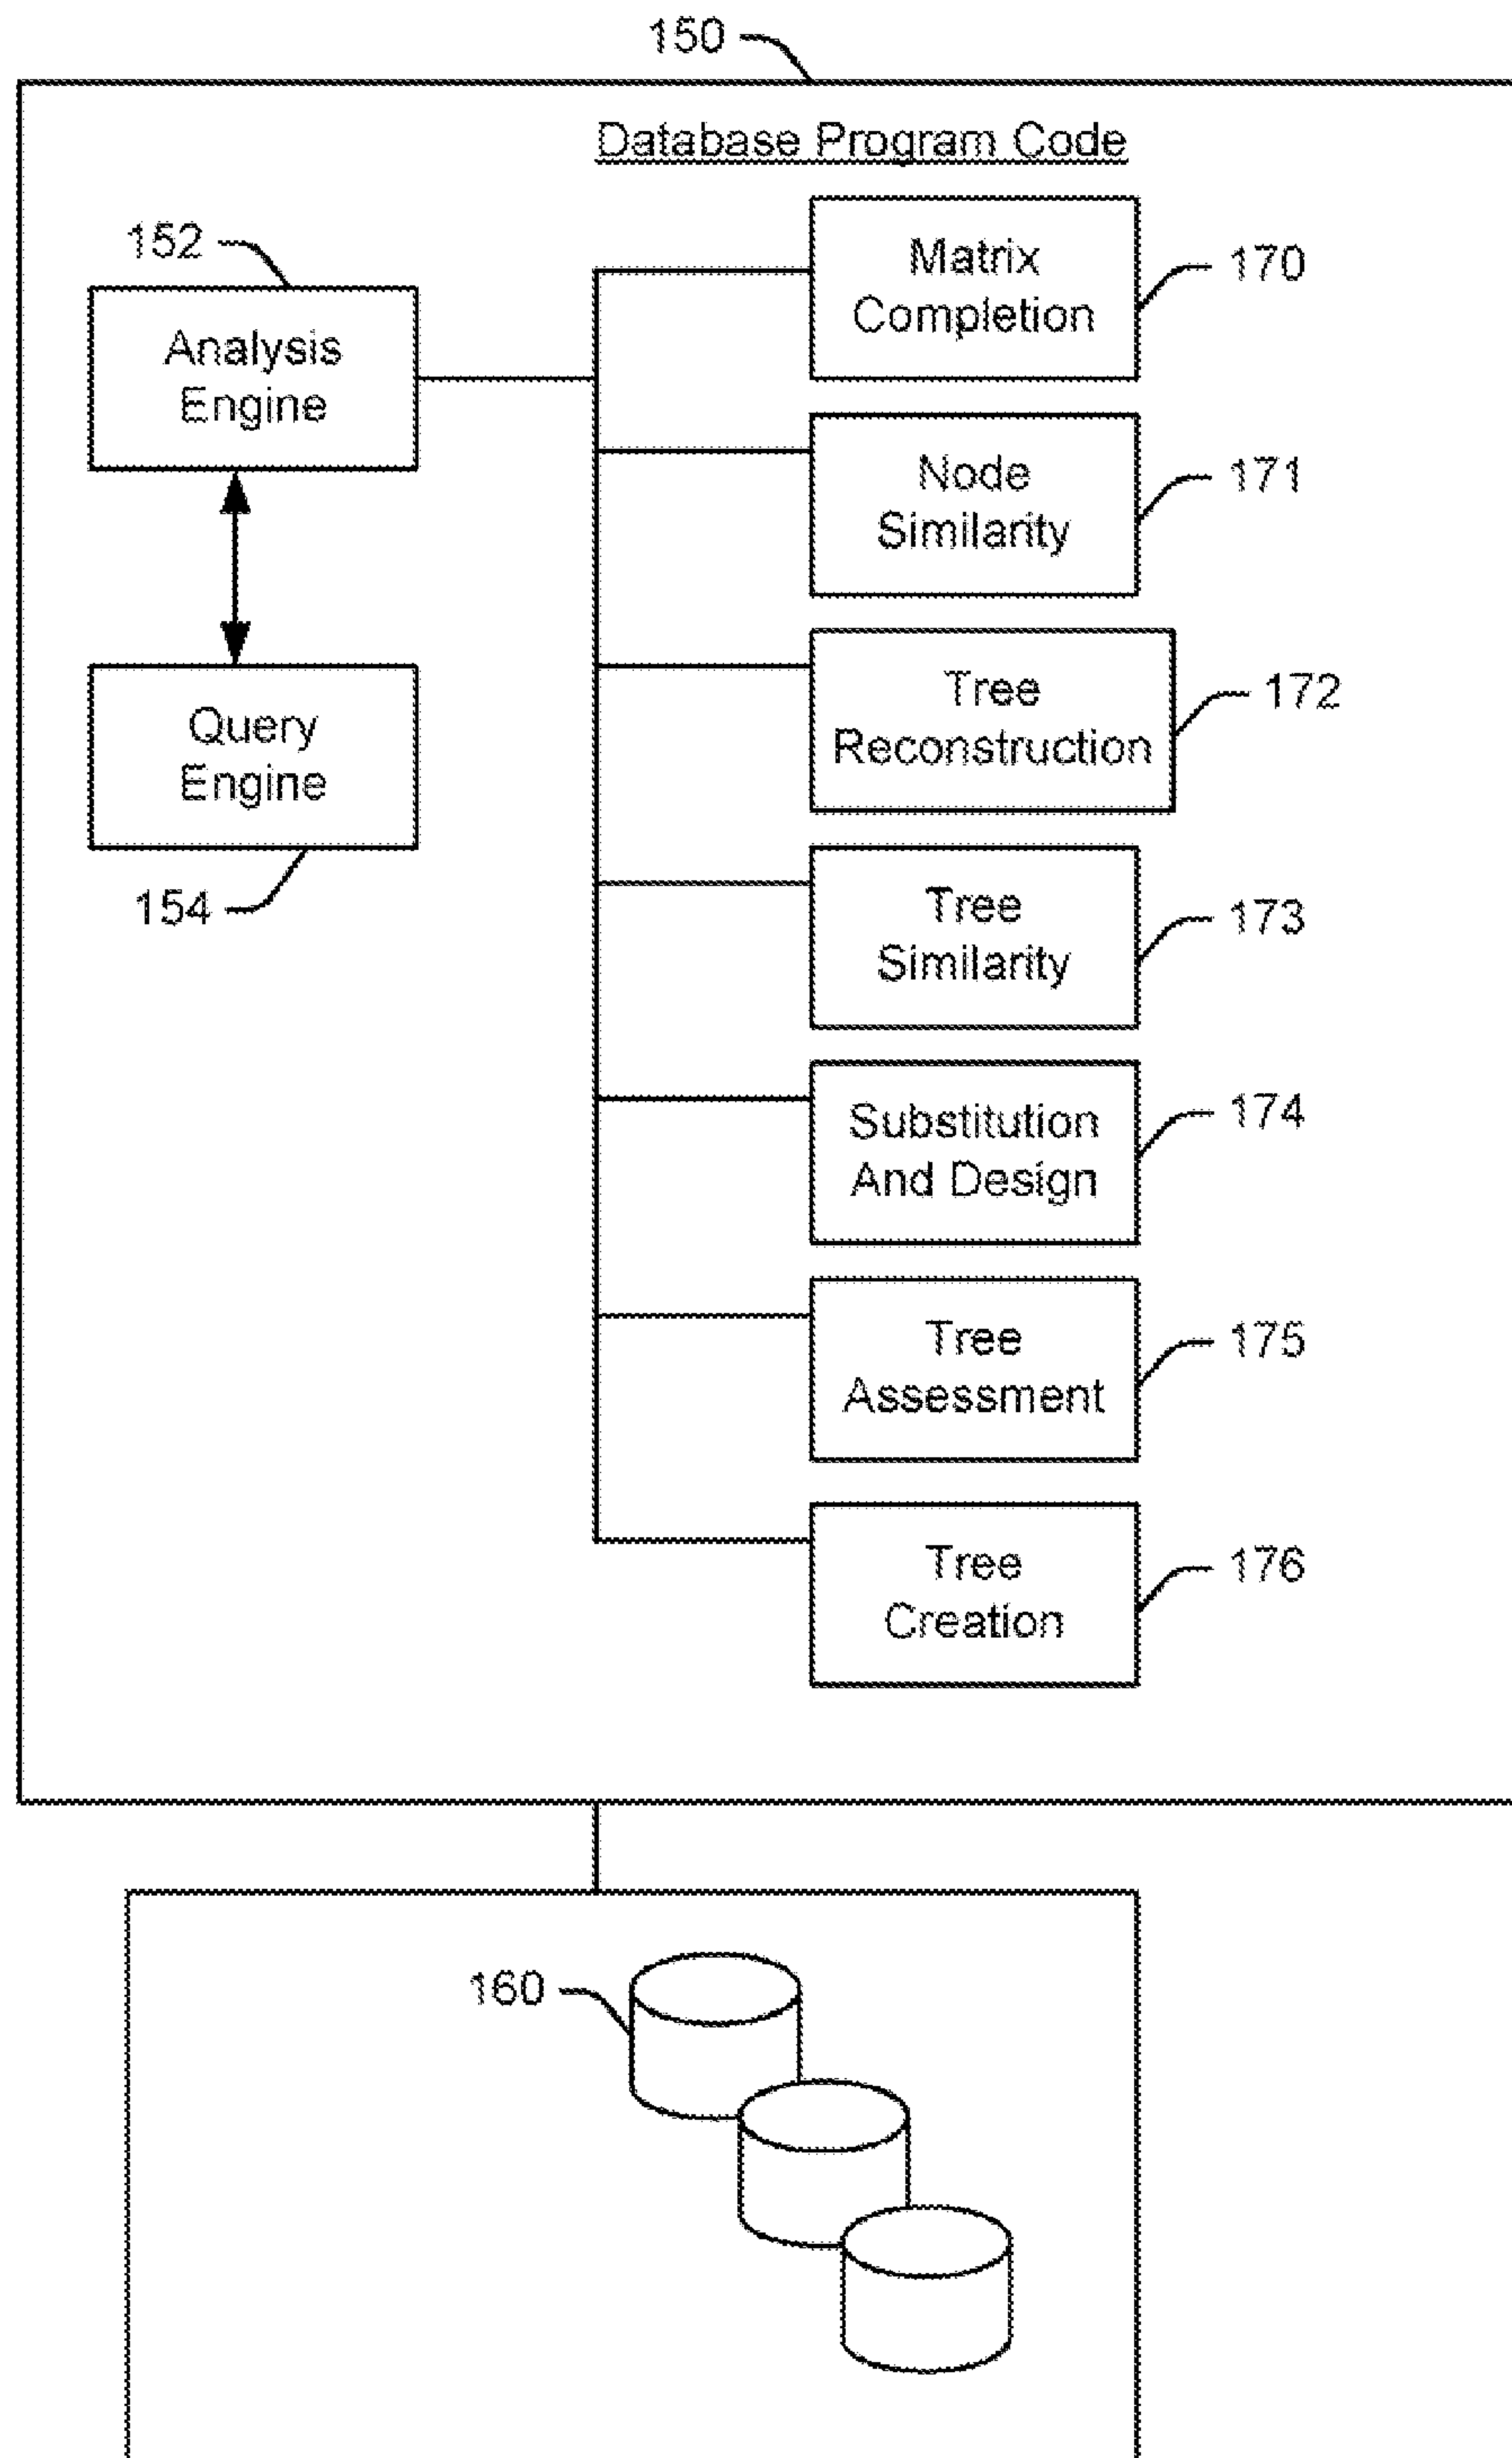 150
Database Program Code
152
Analysis
Engine
Query
Engine
154
Matrix
Completion
170
Node
Similarity
171
Tree
Reconstruction
172
Tree
Similarity
173
Substitution
And Design
174
Tree
Assessment
175
Tree
Creation
176
160